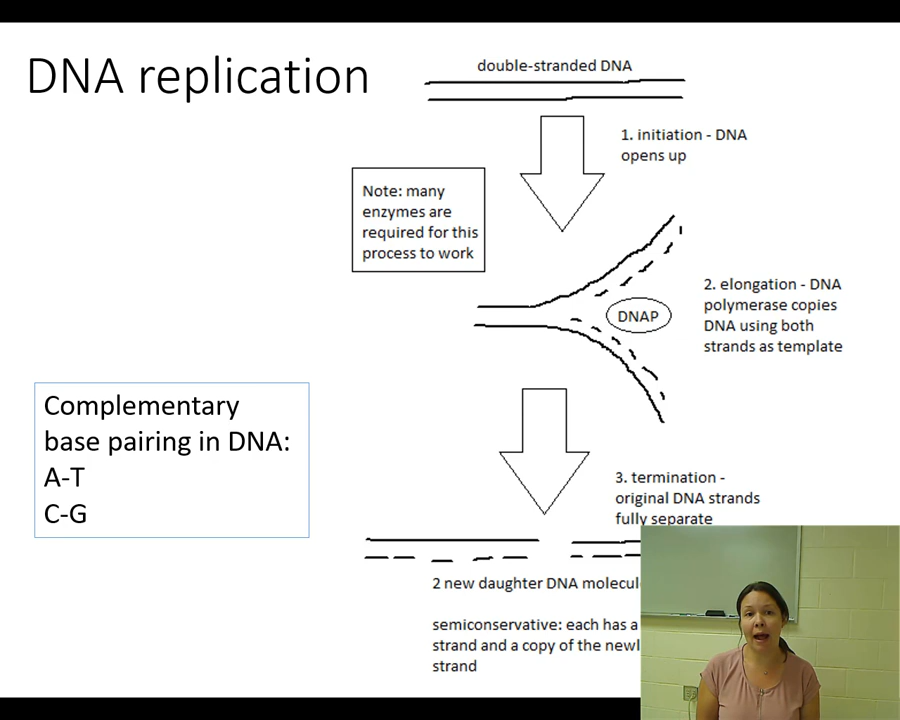 DNA replication
double-stranded DNA
1. initiation - DNA
opens up
Note: many
enzymes are
required for this
process to work
2. elongation - DNA
polymerase copies
DNA using both
strands as template
DNAP
Complementary
base pairing in DNA:
A-T
C-G
3. termination -
original DNA strands
fully separate
2 new daughter DNA
semiconservative: each has a
strand and a copy of the
strand